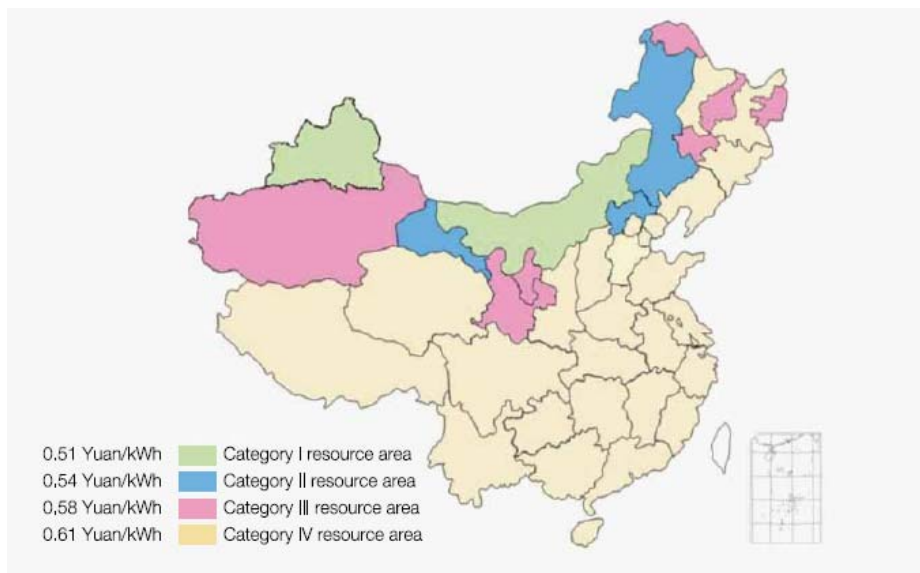 0.51 Yuan/kWh Category I resource area
0.54 Yuan/kWh Category II resource area
0.58 Yuan/kWh Category III resource area
0.61 Yuan/kWh Category IV resource area